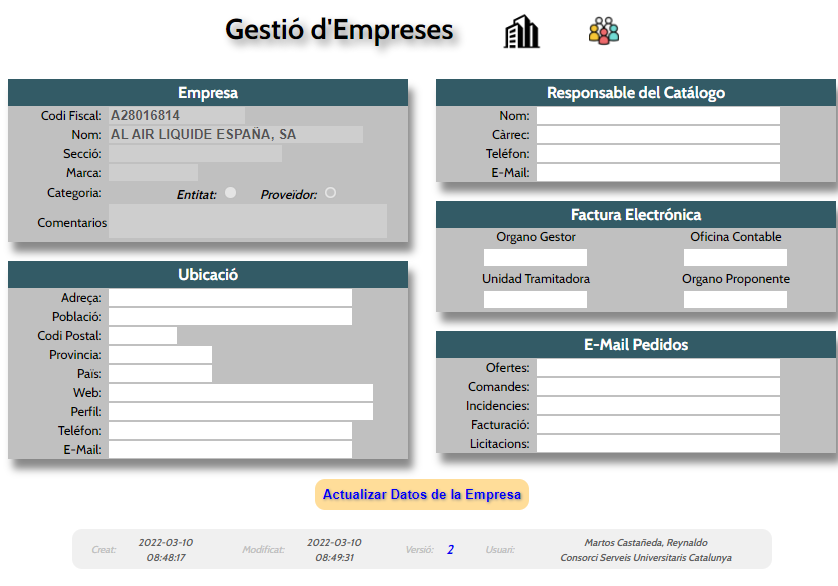 Gestió d'Empreses
Empresa
Codi Fiscal: A28016814
Nom: AL AIR LIQUIDE ESPAÑA, SA
Secció:
Marca:
Categoria: Entitat: Proveïdor:
Comentarios
Ubicació
Adreça:
Població:
Codi Postal:
Provincia:
Païs:
Web:
Perfil:
Teléfon:
E-Mail:
Responsable del Catálogo
Nom:
Càrrec:
Teléfon:
E-Mail:
Factura Electrónica
Organo Gestor Oficina Contable
Unidad Tramitadora Organo Proponente
E-Mail Pedidos
Ofertes:
Comandes:
Incidencies:
Facturació:
Licitacions:
Actualizar Datos de la Empresa
Creat: 2022-03-10 08:48:17 Modificat: 2022-03-10 08:49:31 Versió: 2 Usuari: Martos Castañeda, Reynaldo
Consorci Serveis Universitaris Catalunya